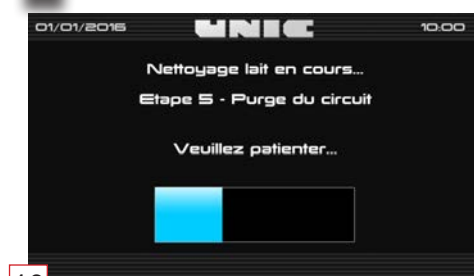 01/01/2016 UNIC 10:00
Nettoyage lait en cours...
Etape 5 - Purge du circuit
Veuillez patienter...